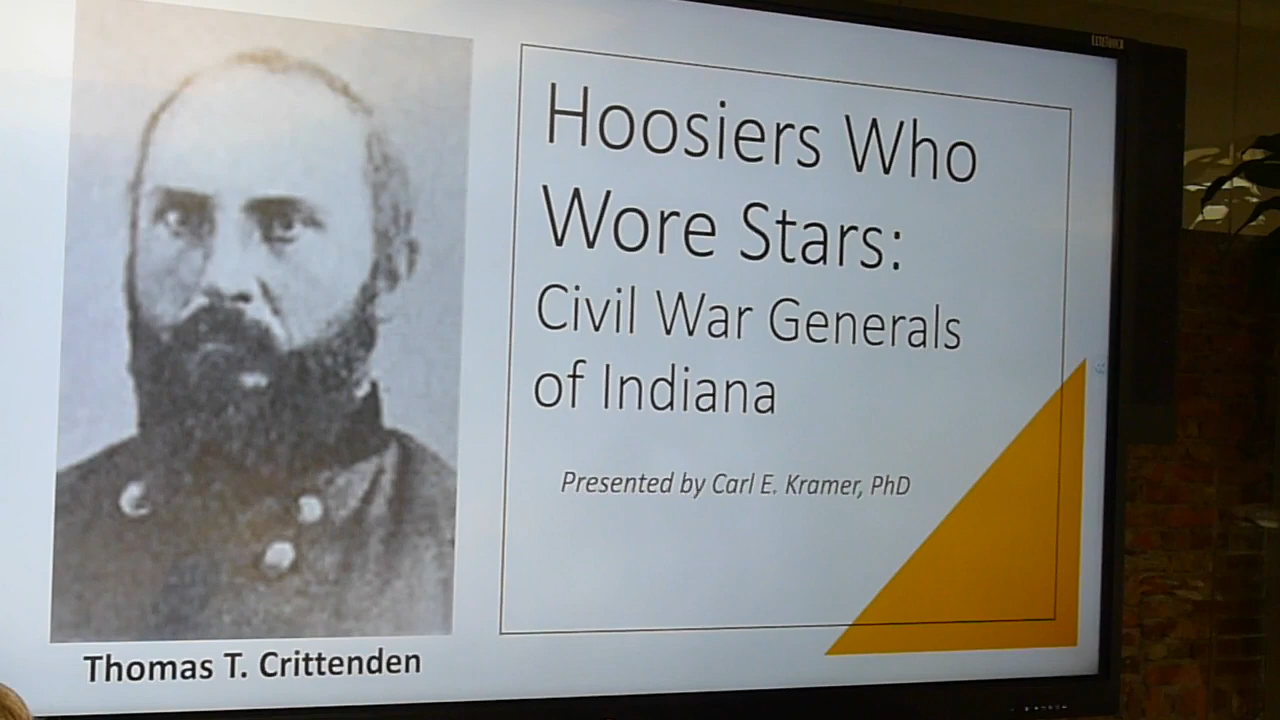 Hoosiers Who
Wore Stars:
Civil War Generals
of Indiana
Presented by Carl E. Kramer, PhD
Thomas T. Crittenden